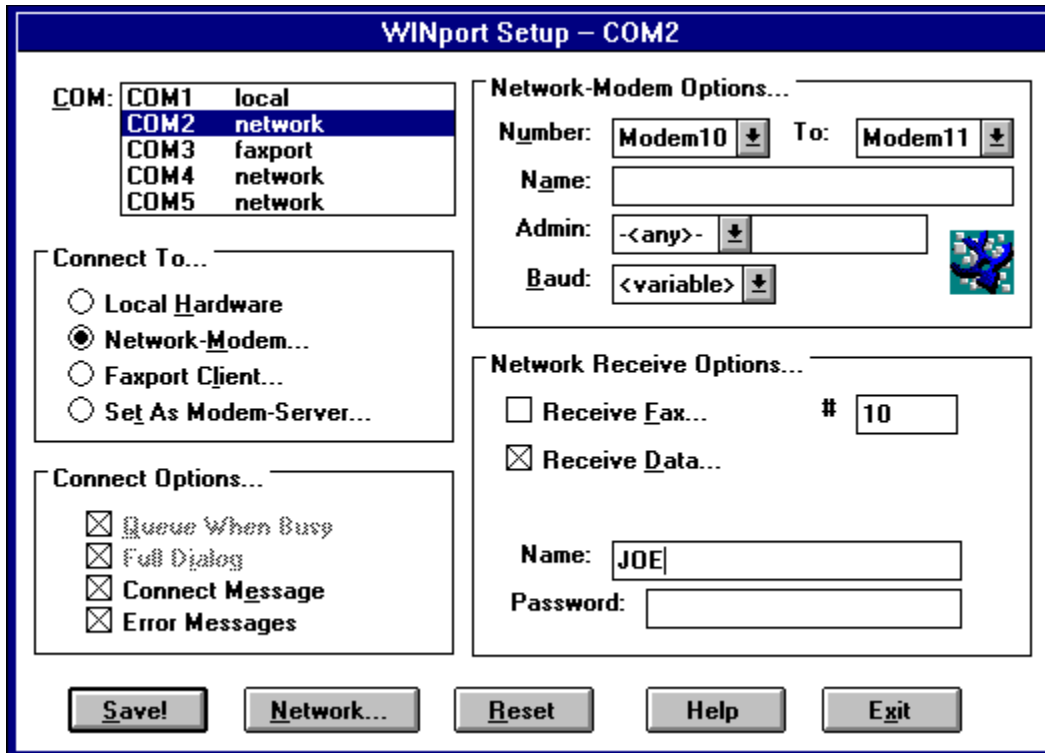 WINport Setup – COM2
COM:
COM1 local
COM2 network
COM3 faxport
COM4 network
COM5 network
Connect To...
Local Hardware
Network-Modem...
Faxport Client...
Set As Modem-Server...
Connect Options...
Queue When Busy
Full Dialog
Connect Message
Error Messages
Network-Modem Options...
Number: Modem10 To: Modem11
Name:
Admin: -<any>-
Baud: <variable>
Network Receive Options...
Receive Fax... # 10
Receive Data...
Name: JOE
Password:
Save! Network... Reset Help Exit